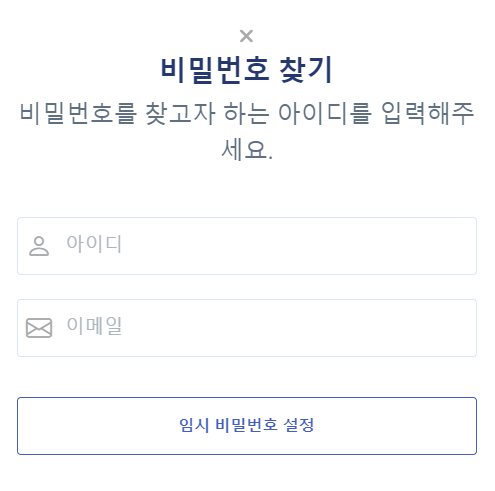 비밀번호 찾기
비밀번호를 찾고자 하는 아이디를 입력해주
세요.
아이디
이메일
임시 비밀번호 설정